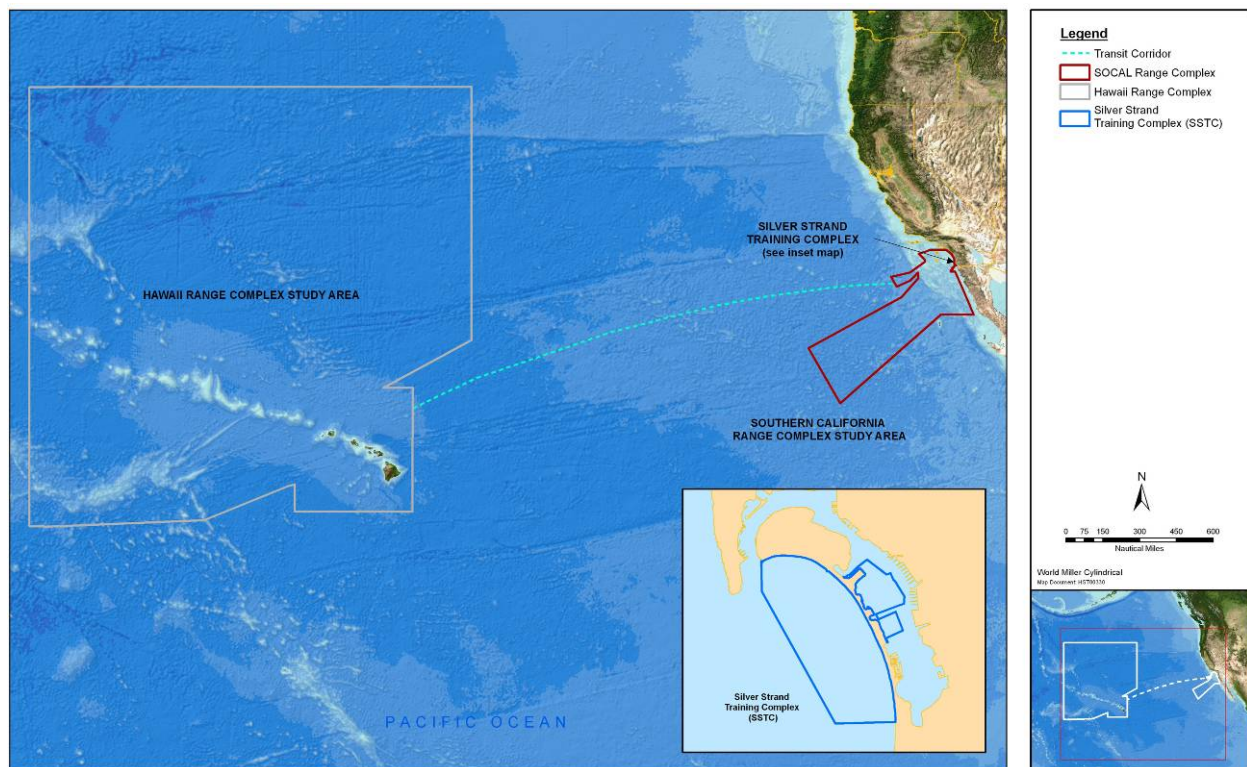 SILVER STRAND
TRAINING COMPLEX
(see inset map)
HAWAII RANGE COMPLEX STUDY AREA
SOUTHERN CALIFORNIA
RANGE COMPLEX STUDY AREA
Silver Strand
Training Complex
(SSTC)
PACIFIC OCEAN
Legend
Transit Corridor
SOCAL Range Complex
Hawaii Range Complex
Silver Strand
Training Complex (SSTC)
N
0 75 150 300 450 600
Nautical Miles
World Miller Cylindrical